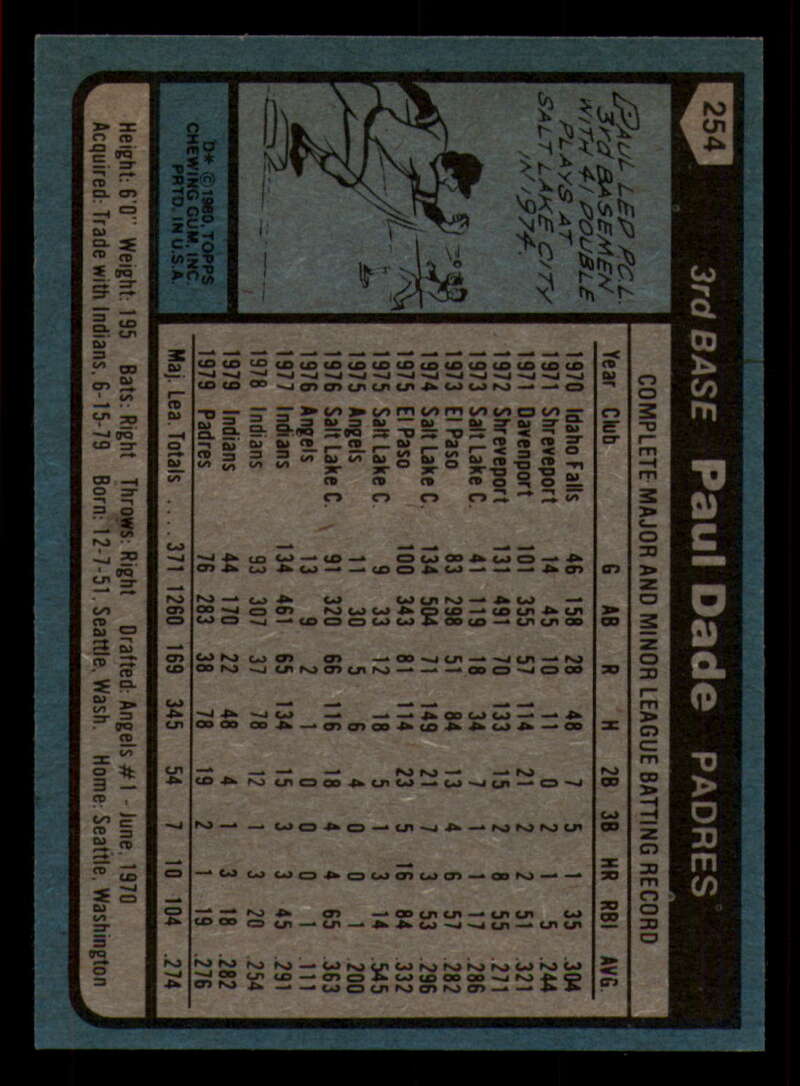 254 3rd BASE Paul Dade PADRES
PAUL LED PCL
3rd BASEMEN
WITH 41 DOUBLE
PLAYS AT
SALT LAKE CITY
IN 1974.
D* © 1980, TOPPS
CHEWING GUM, INC.
PRTD. IN U.S.A.
COMPLETE MAJOR AND MINOR LEAGUE BATTING RECORD
Year Club G AB R H 2B 3B HR RBI AVG.
1970 Idaho Falls 46 158 28 48 7 5 1 35 .304
1971 Shreveport 14 45 10 11 0 2 1 5 .244
1971 Davenport 101 355 57 114 21 2 2 51 .321
1972 Shreveport 131 491 70 133 15 2 8 55 .271
1973 Salt Lake C. 41 119 18 34 7 1 1 17 .286
1973 El Paso 83 298 51 84 13 4 6 57 .282
1974 Salt Lake C. 134 504 71 149 21 7 3 53 .296
1975 El Paso 100 343 81 114 23 5 16 84 .332
1975 Salt Lake C. 9 33 12 18 5 1 3 14 .545
1975 Angels 11 30 5 6 4 0 0 1 .200
1976 Salt Lake C. 91 320 66 116 18 4 4 65 .363
1976 Angels 13 9 2 1 0 0 0 1 .111
1977 Indians 134 461 65 134 15 3 3 45 .291
1978 Indians 93 307 37 78 12 1 3 20 .254
1979 Indians 44 170 22 48 4 1 3 18 .282
1979 Padres 76 283 38 78 19 2 1 19 .276
Maj. Lea. Totals . . . . 371 1260 169 345 54 7 10 104 .274
Height: 6'0" Weight: 195 Bats: Right Throws: Right Drafted: Angels #1 - June, 1970
Acquired: Trade with Indians, 6-15-79 Born: 12-7-51, Seattle, Wash. Home: Seattle, Washington